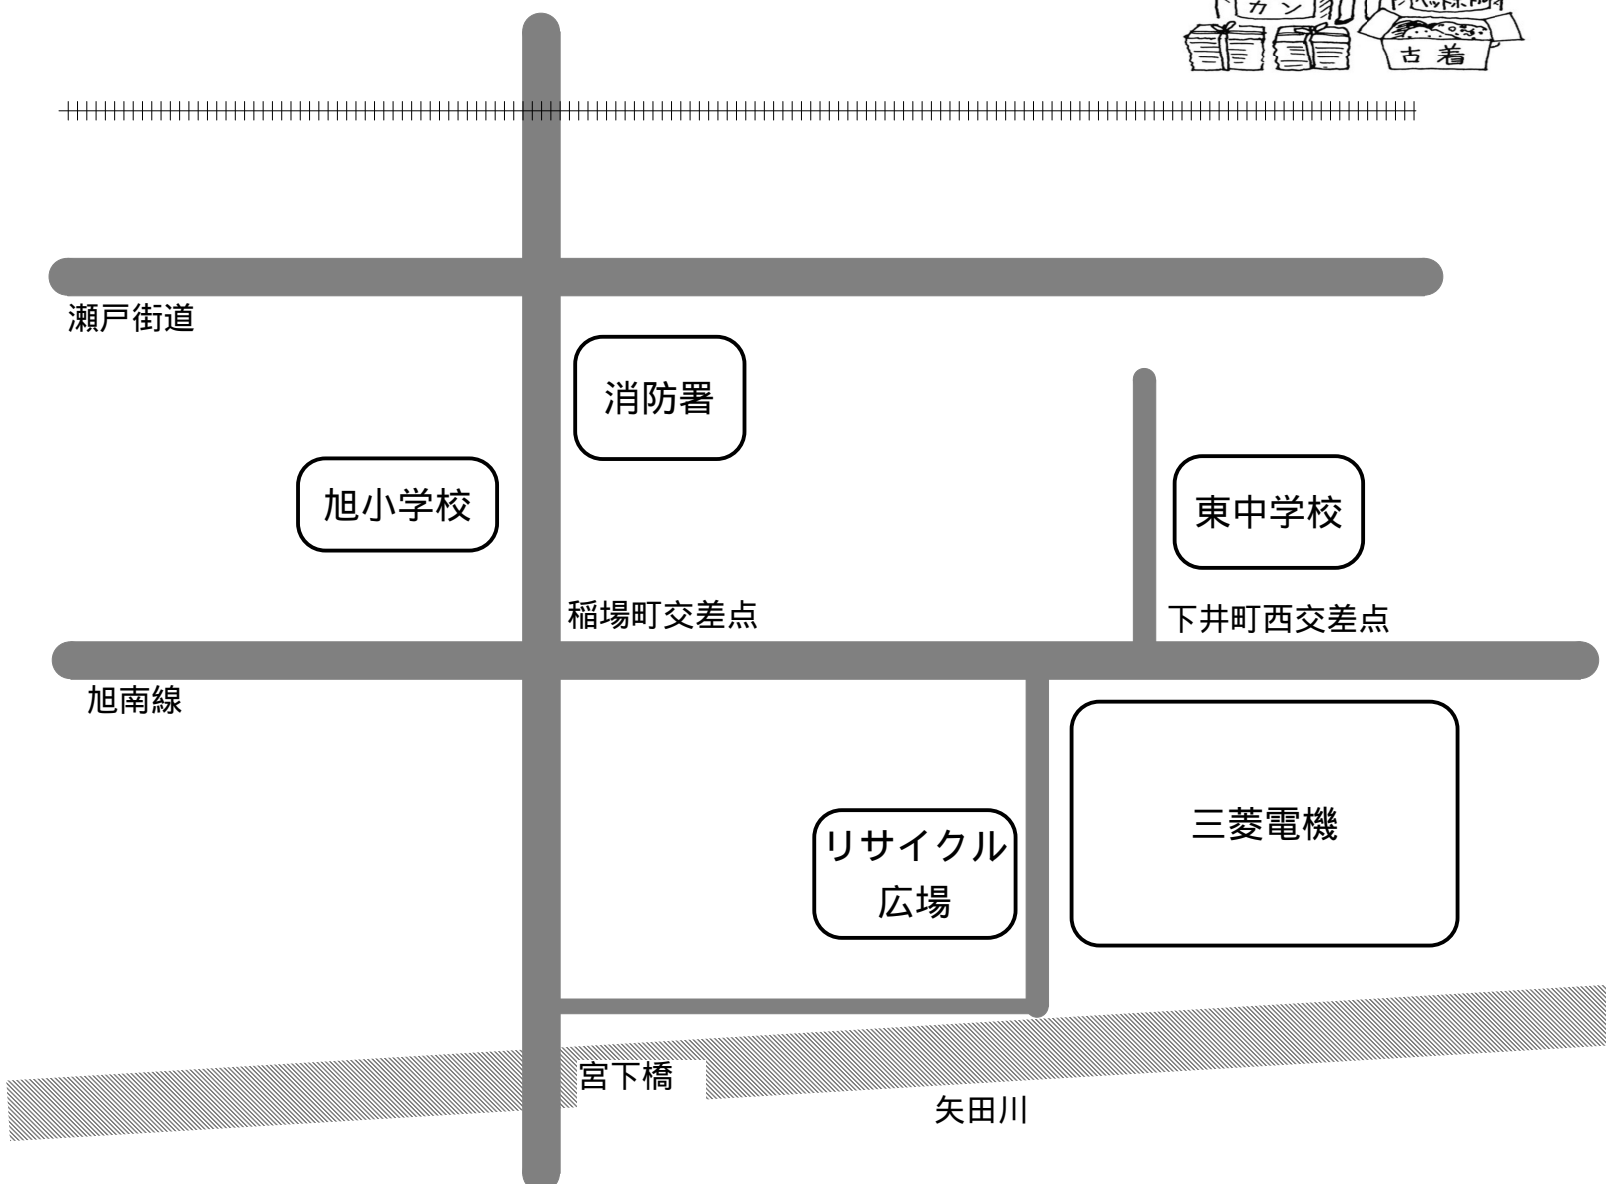 カン
古着
瀬戸街道
消防署
旭小学校
東中学校
稲場町交差点
下井町西交差点
旭南線
三菱電機
リサイクル
広場
宮下橋
矢田川